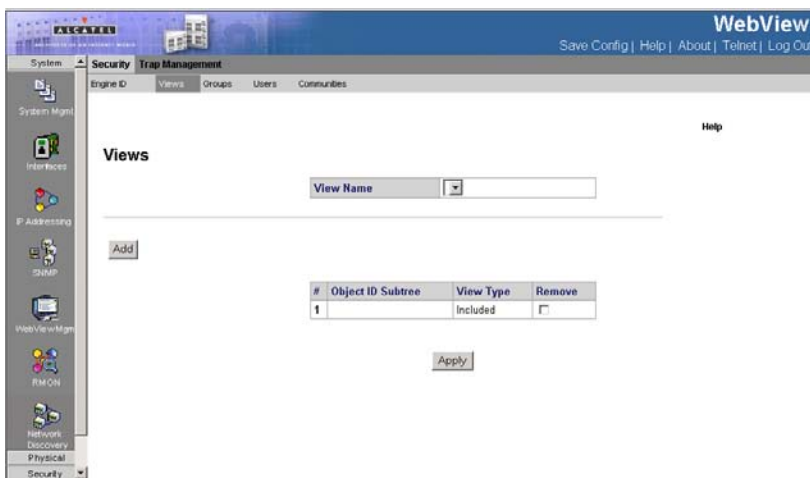 ALCATEL
WebView
Save Config | Help | About | Telnet | Log Ou
System
Security Trap Management
Engine ID Views Groups Users Communities
System Mgmt
Help
Interfaces
Views
View Name
IP Addressing
Add
SNMP
# Object ID Subtree View Type Remove
1 Included
WebViewMgm
Apply
RMON
Network
Discovery
Physical
Security